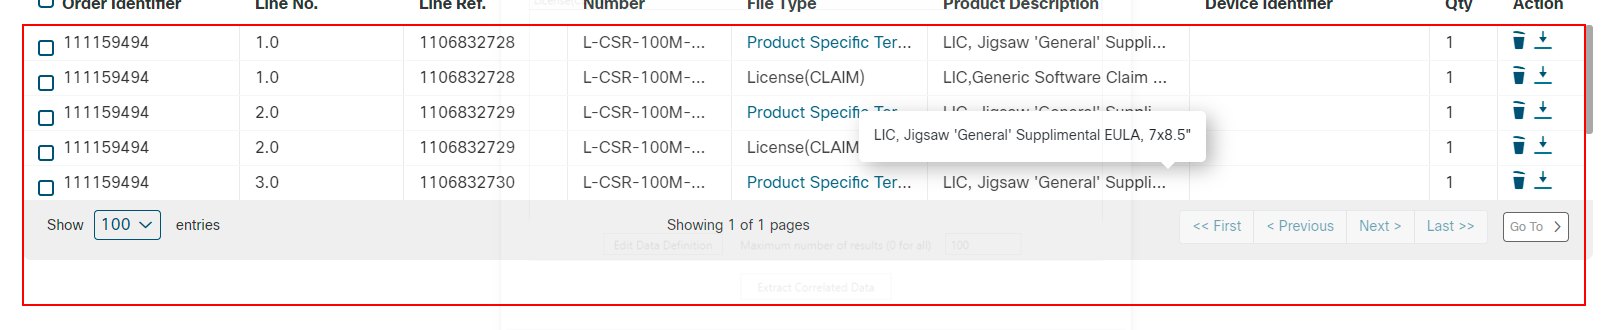 Order Identifier Line No. Line Ref. Number File Type Product Description Device Identifier Qty Action
111159494 1.0 1106832728 L-CSR-100M-... Product Specific Ter... LIC, Jigsaw 'General' Suppli... 1
111159494 1.0 1106832728 L-CSR-100M-... License(CLAIM) LIC,Generic Software Claim ... 1
111159494 2.0 1106832729 L-CSR-100M-... Product Specific Ter... LIC, Jigsaw 'General' Suppli... 1
LIC, Jigsaw 'General' Supplimental EULA, 7x8.5"
111159494 2.0 1106832729 L-CSR-100M-... License(CLAIM 1
111159494 3.0 1106832730 L-CSR-100M-... Product Specific Ter... LIC, Jigsaw 'General' Suppli... 1
Show 100 entries Showing 1 of 1 pages << First < Previous Next > Last >> Go To >
Edit Data Definition Maximum number of results (0 for all) 100
Extract Correlated Data